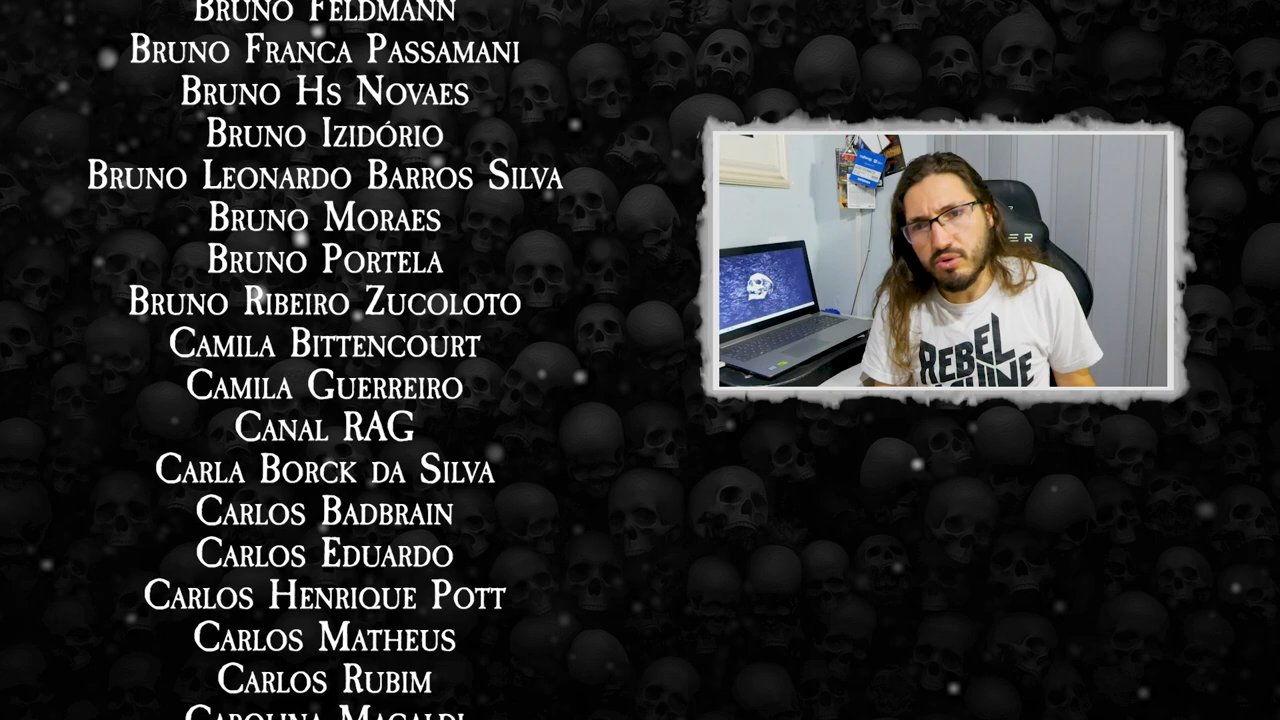 Bruno Feldmann
Bruno Franca Passamani
Bruno Hs Novaes
Bruno Izidório
Bruno Leonardo Barros Silva
Bruno Moraes
Bruno Portela
Bruno Ribeiro Zucoloto
Camila Bittencourt
Camila Guerreiro
Canal RAG
Carla Borck da Silva
Carlos Badbrain
Carlos Eduardo
Carlos Henrique Pott
Carlos Matheus
Carlos Rubim
Carolina Magaldi
REBEL